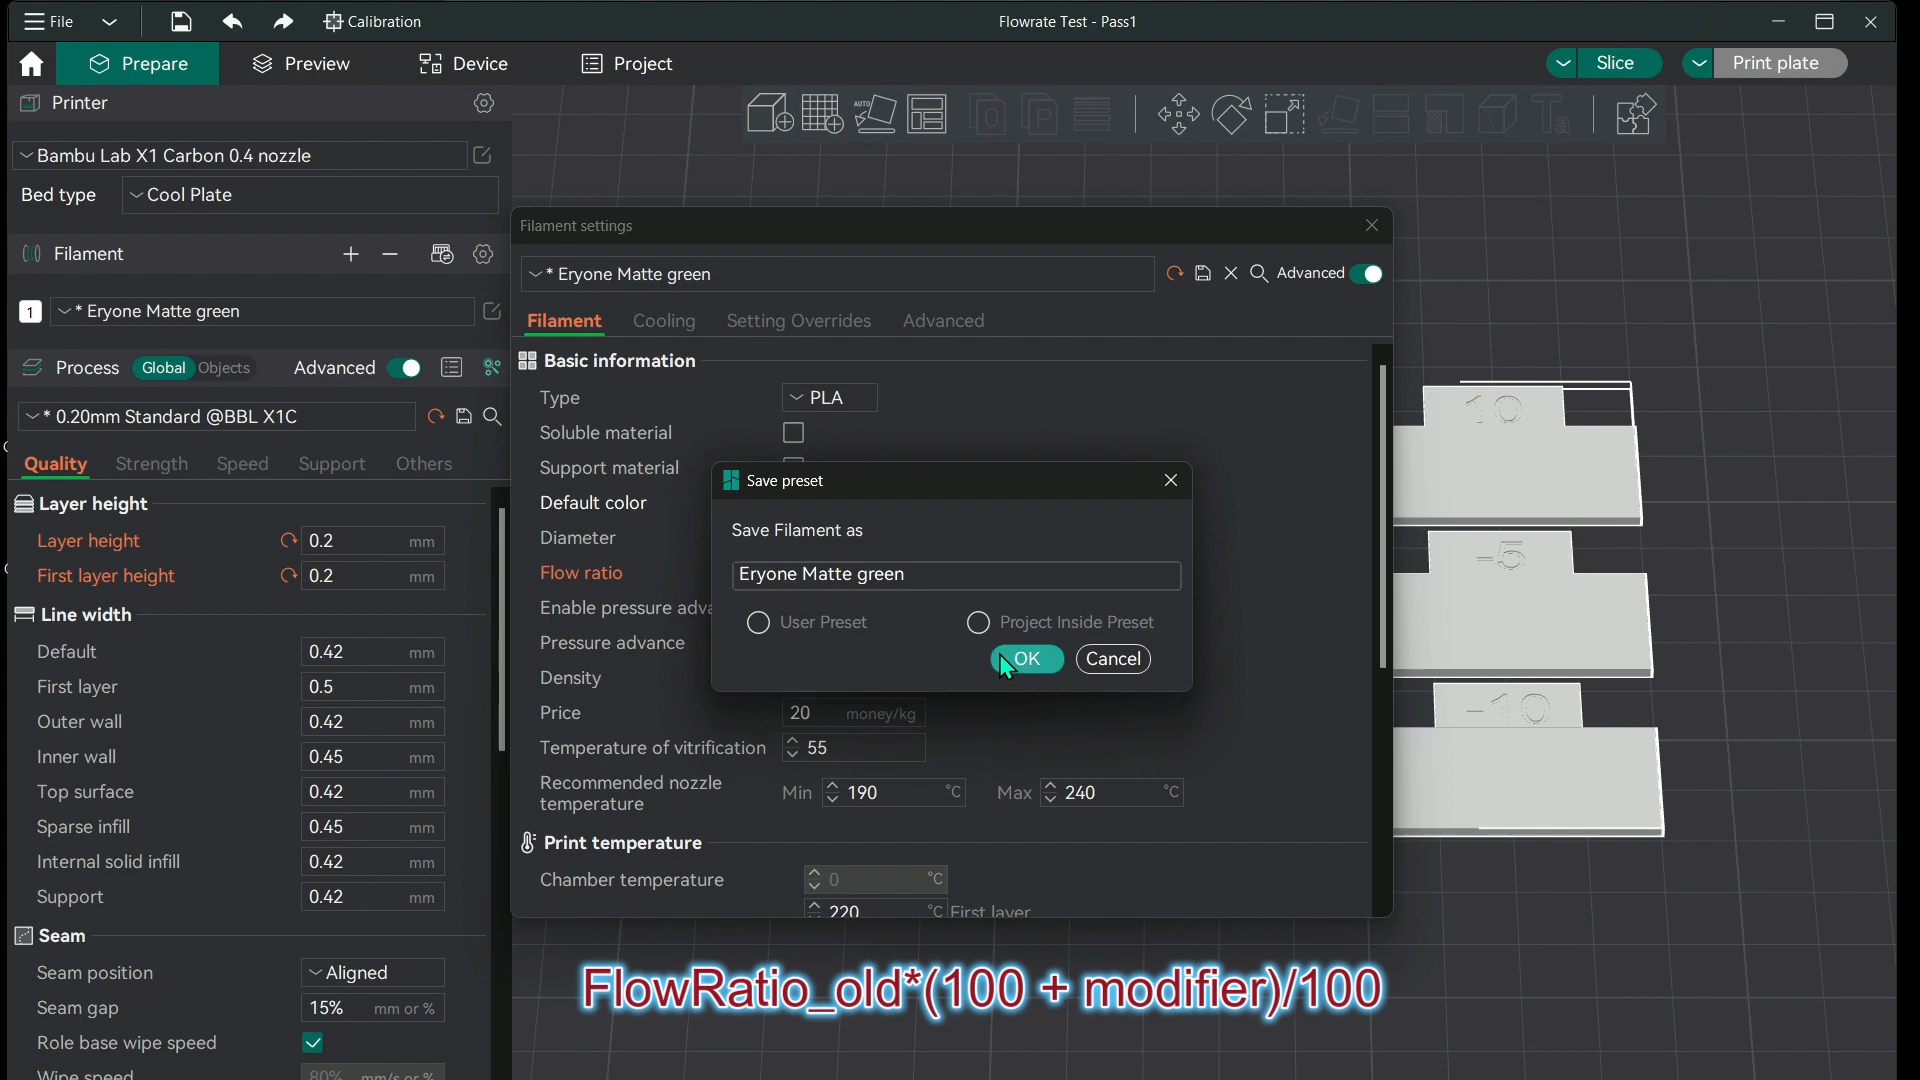 File
Calibration
Flowrate Test - Pass1
Prepare
Preview
Device
Project
Slice
Print plate
Printer
Bambu Lab X1 Carbon 0.4 nozzle
Bed type
Cool Plate
Filament
1
* Eryone Matte green
Process
Global
Objects
Advanced
* 0.20mm Standard @BBL X1C
Quality
Strength
Speed
Support
Others
Layer height
Layer height 0.2 mm
First layer height 0.2 mm
Line width
Default 0.42 mm
First layer 0.5 mm
Outer wall 0.42 mm
Inner wall 0.45 mm
Top surface 0.42 mm
Sparse infill 0.45 mm
Internal solid infill 0.42 mm
Support 0.42 mm
Seam
Seam position Aligned
Seam gap 15% mm or %
Role base wipe speed
Wipe speed 80% mm/s or %
AUTO
Filament settings
* Eryone Matte green
Advanced
Filament
Cooling
Setting Overrides
Advanced
Basic information
Type PLA
Soluble material
Support material
Default color
Diameter
Flow ratio
Enable pressure adva
Pressure advance
Density
Price 20 money/kg
Temperature of vitrification 55
Recommended nozzle
temperature
Min 190 °C Max 240 °C
Print temperature
Chamber temperature 0 °C
220 °C First layer
Save preset
Save Filament as
Eryone Matte green
User Preset
Project Inside Preset
OK
Cancel
10
-5
-10
FlowRatio_old*(100 + modifier)/100